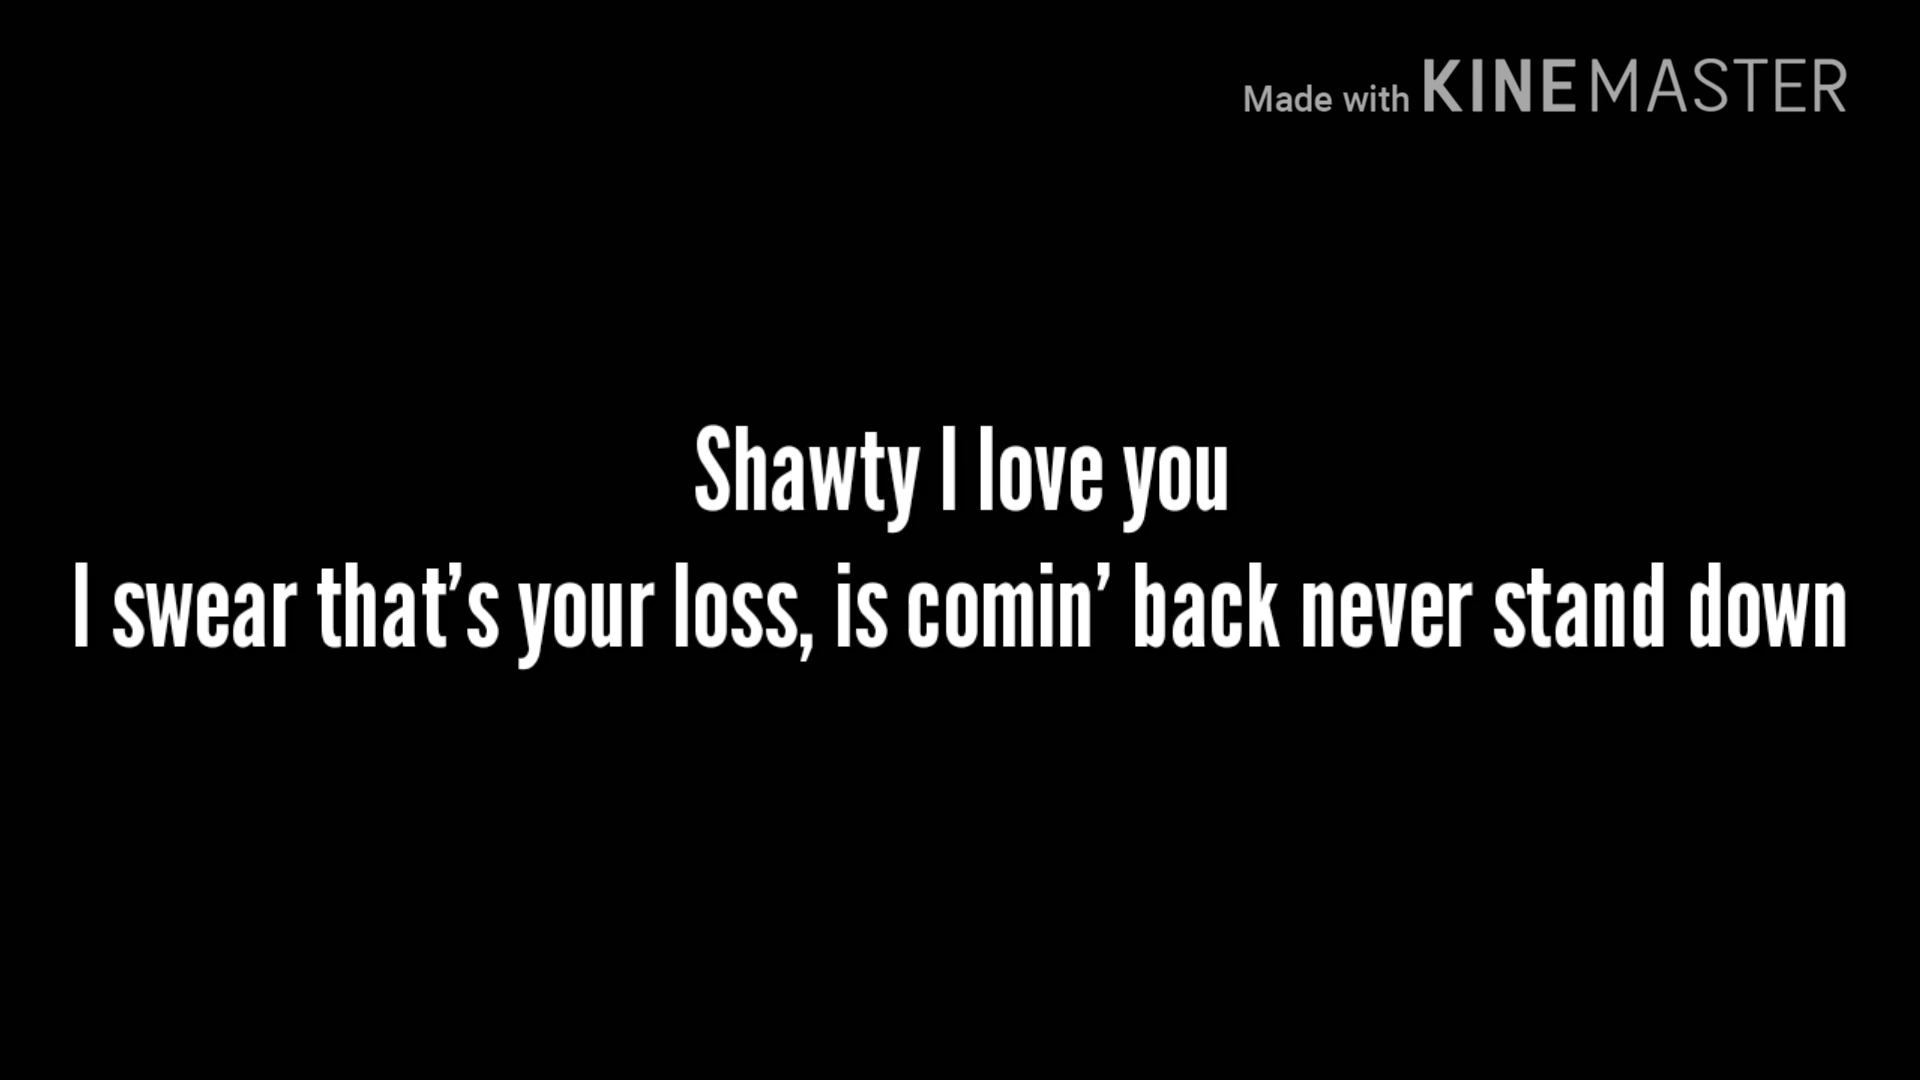 Made with KINEMASTER
Shawty I love you
I swear that’s your loss, is comin’ back never stand down